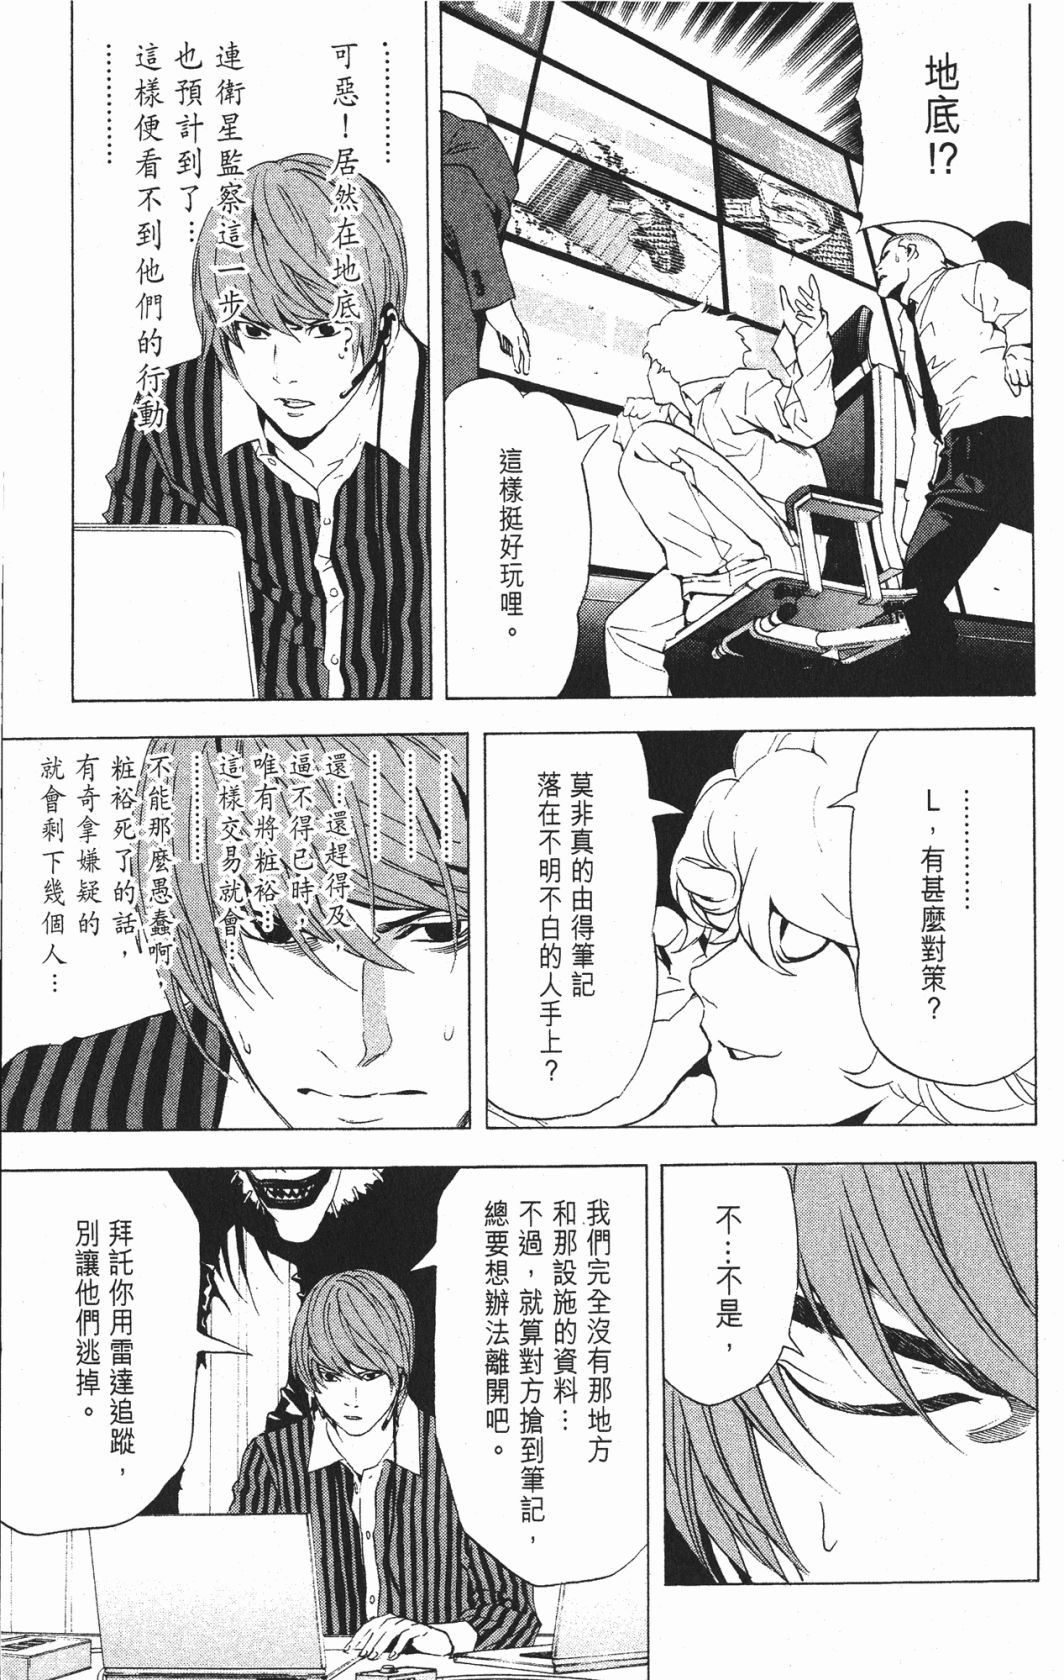 地底!?
這樣挺好玩哩。
…………
可惡！居然在地底？
連衛星監察這一步
也預計到了…
這樣便看不到他們的行動
…………
…………
L，有甚麼對策？
莫非真的由得筆記
落在不明不白的人手上？
…………
…………
…………
還…還趕得及，
逼不得已時，
唯有將粧裕…
這樣交易就會…
…………
不能那麼愚蠢啊，
粧裕死了的話，
有奇拿嫌疑的
就會剩下幾個人…
不…不是，
我們完全沒有那地方
和那設施的資料…
不過，就算對方搶到筆記，
總要想辦法離開吧。
拜託你用雷達追蹤，
別讓他們逃掉。